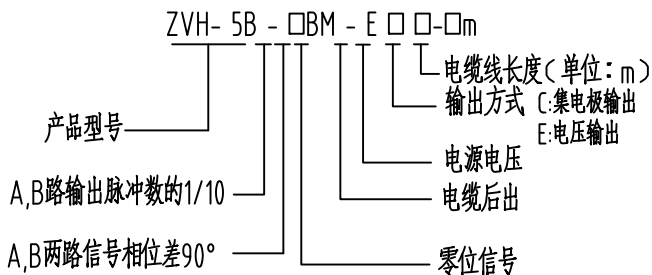 ZVH-5B-□BM-E□□-□m
电缆线长度(单位:m)
输出方式 C:集电极输出
E:电压输出
产品型号
电源电压
A,B路输出脉冲数的1/10
电缆后出
A,B两路信号相位差90°
零位信号